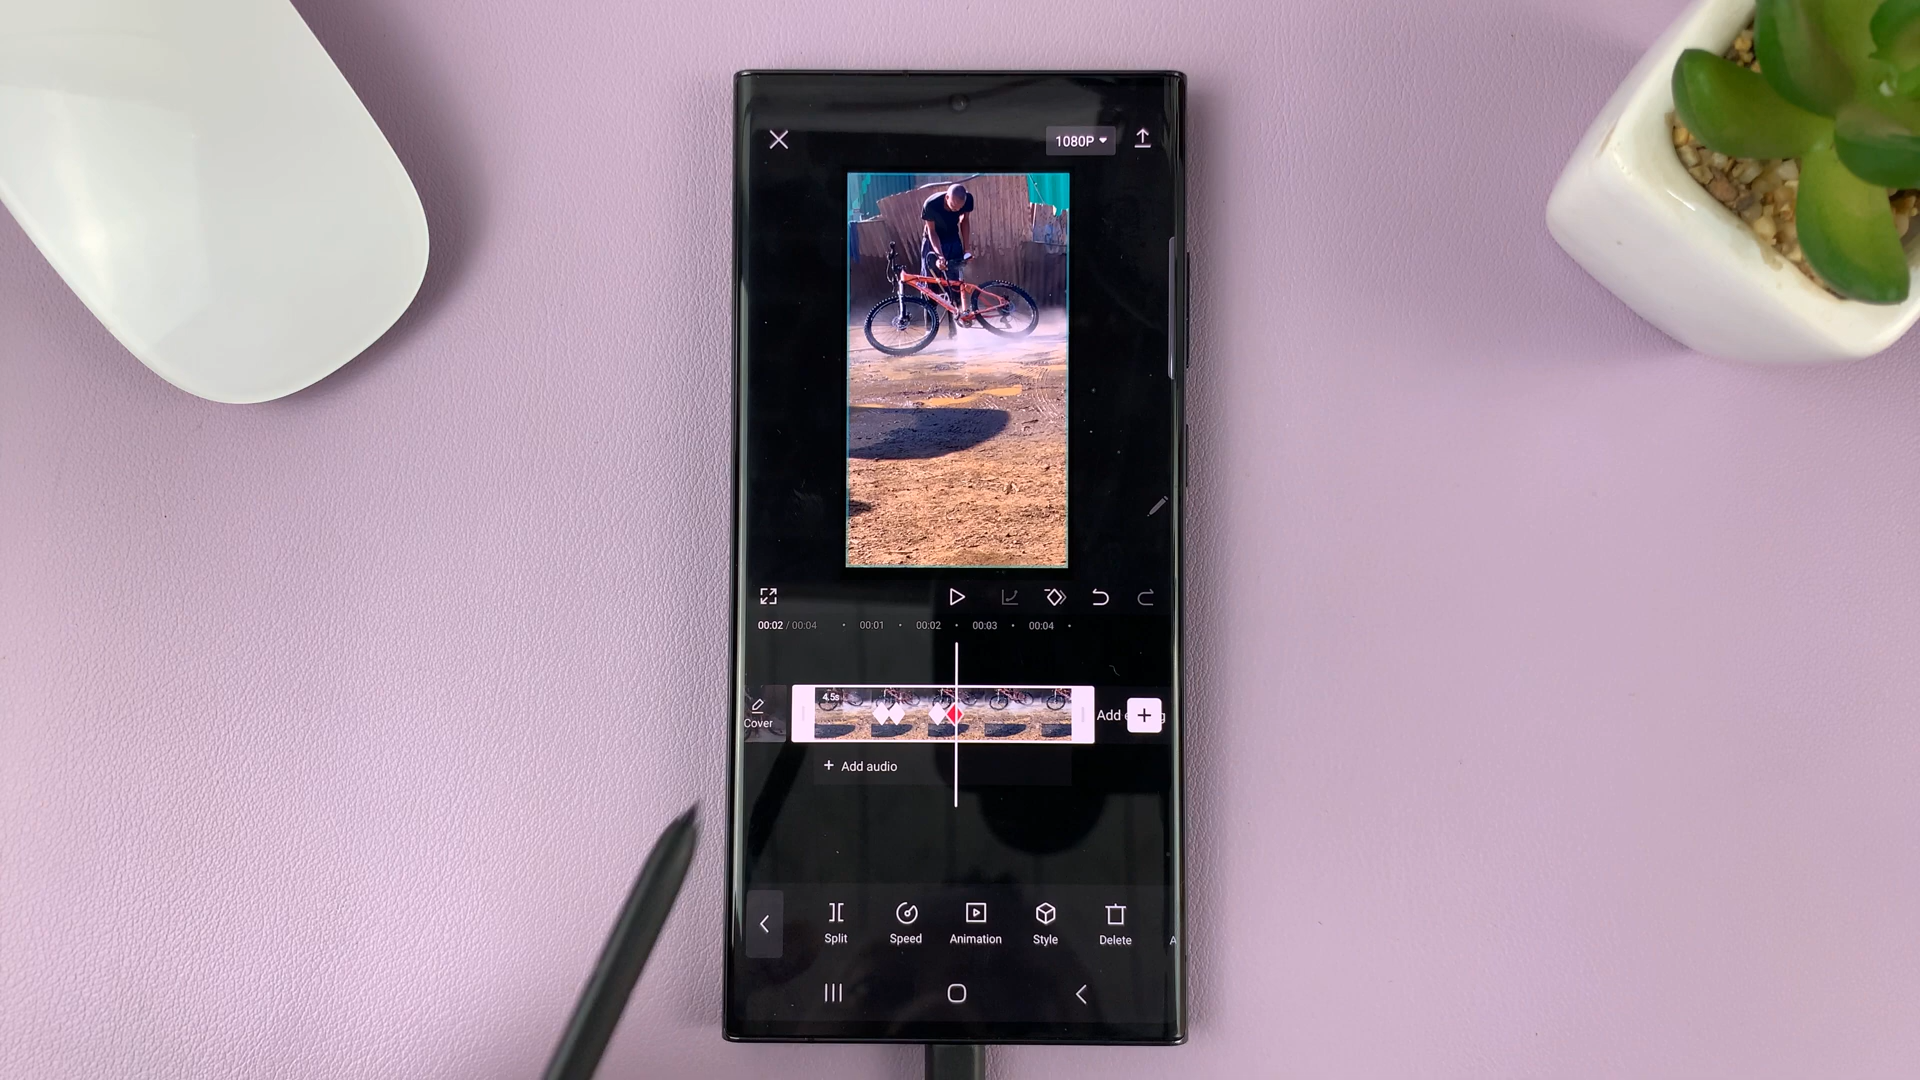 1080P
00:02 / 00:04 00:01 00:02 00:03 00:04
4.5s
Cover
Add
+ Add audio
Split Speed Animation Style Delete A